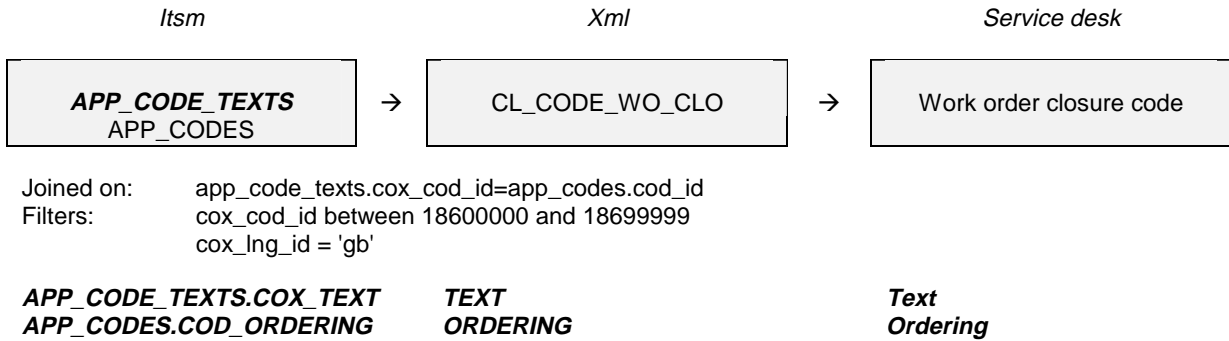 Itsm Xml Service desk
APP_CODE_TEXTS → CL_CODE_WO_CLO → Work order closure code
APP_CODES
Joined on: app_code_texts.cox_cod_id=app_codes.cod_id
Filters: cox_cod_id between 18600000 and 18699999
cox_lng_id = 'gb'
APP_CODE_TEXTS.COX_TEXT TEXT Text
APP_CODES.COD_ORDERING ORDERING Ordering